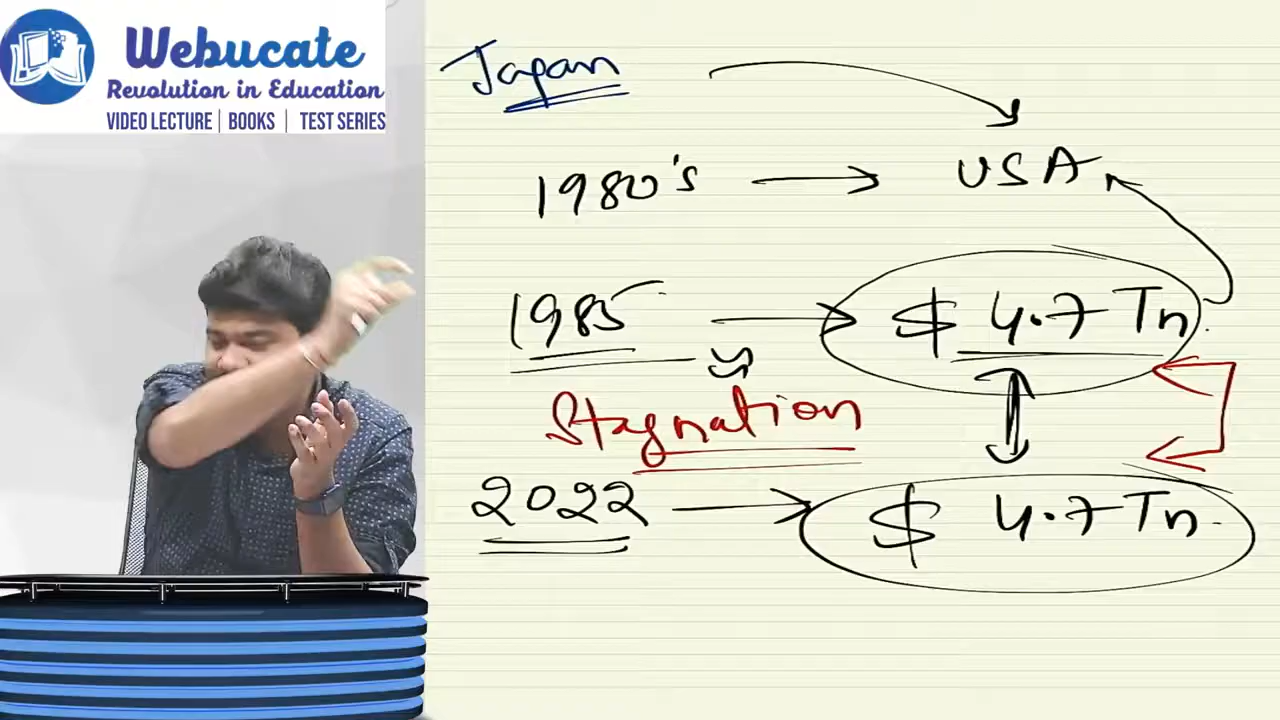 Webucate
Revolution in Education
VIDEO LECTURE | BOOKS | TEST SERIES
Japan
1980's → USA
1985 → $ 4.7 Tn
Stagnation
2022 → $ 4.7 Tn